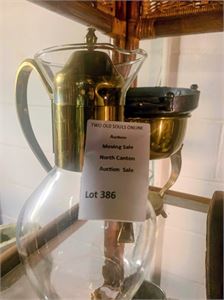 TWO OLD SOULS ONLINE
Auction
Moving Sale
North Canton
Auction Sale
Lot 386